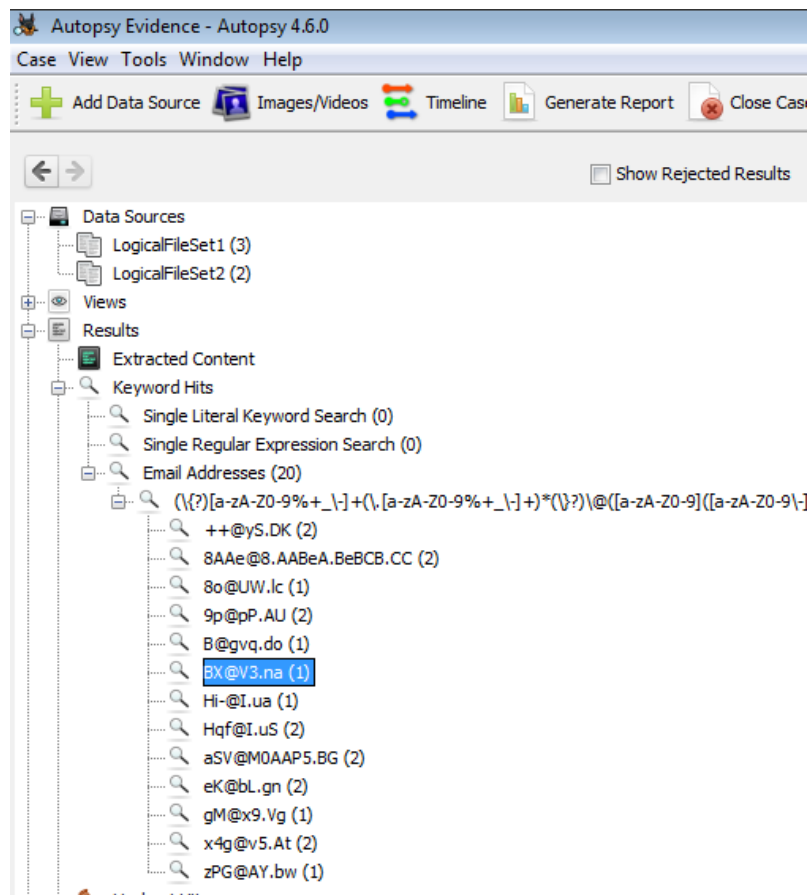 Autopsy Evidence - Autopsy 4.6.0
Case View Tools Window Help
Add Data Source Images/Videos Timeline Generate Report Close Case
Show Rejected Results
Data Sources
LogicalFileSet1 (3)
LogicalFileSet2 (2)
Views
Results
Extracted Content
Keyword Hits
Single Literal Keyword Search (0)
Single Regular Expression Search (0)
Email Addresses (20)
(\{?)[a-zA-Z0-9%+_\-]+(\.[a-zA-Z0-9%+_\-]+)*(\}?)\@([a-zA-Z0-9]([a-zA-Z0-9\-]
++@yS.DK (2)
8AAe@8.AABeA.BeBCB.CC (2)
8o@UW.lc (1)
9p@pP.AU (2)
B@gvq.do (1)
BX@V3.na (1)
Hi-@I.ua (1)
Hqf@I.uS (2)
aSV@M0AAP5.BG (2)
eK@bL.gn (2)
gM@x9.Vg (1)
x4g@v5.At (2)
zPG@AY.bw (1)